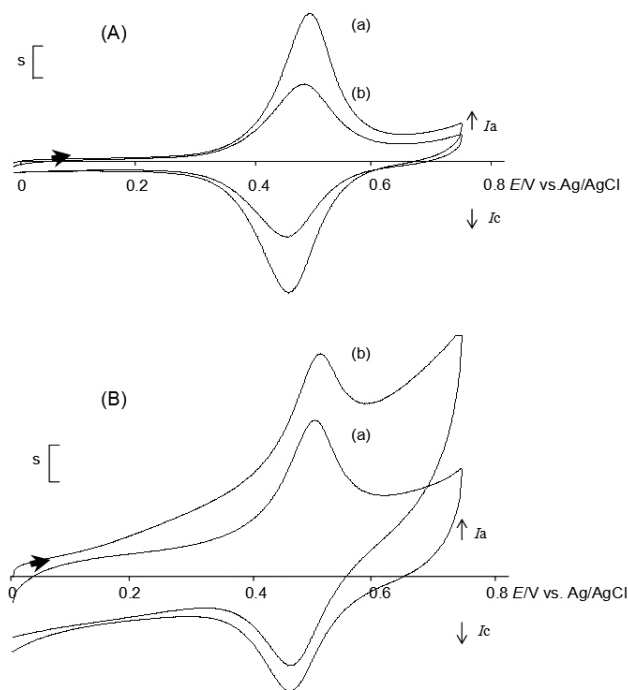 (A)
(a)
s
(b)
Ia
0
0.2
0.4
0.6
0.8
E/V vs.Ag/AgCl
Ic
(b)
(B)
(a)
s
Ia
0
0.2
0.4
0.6
0.8
E/V vs. Ag/AgCl
Ic